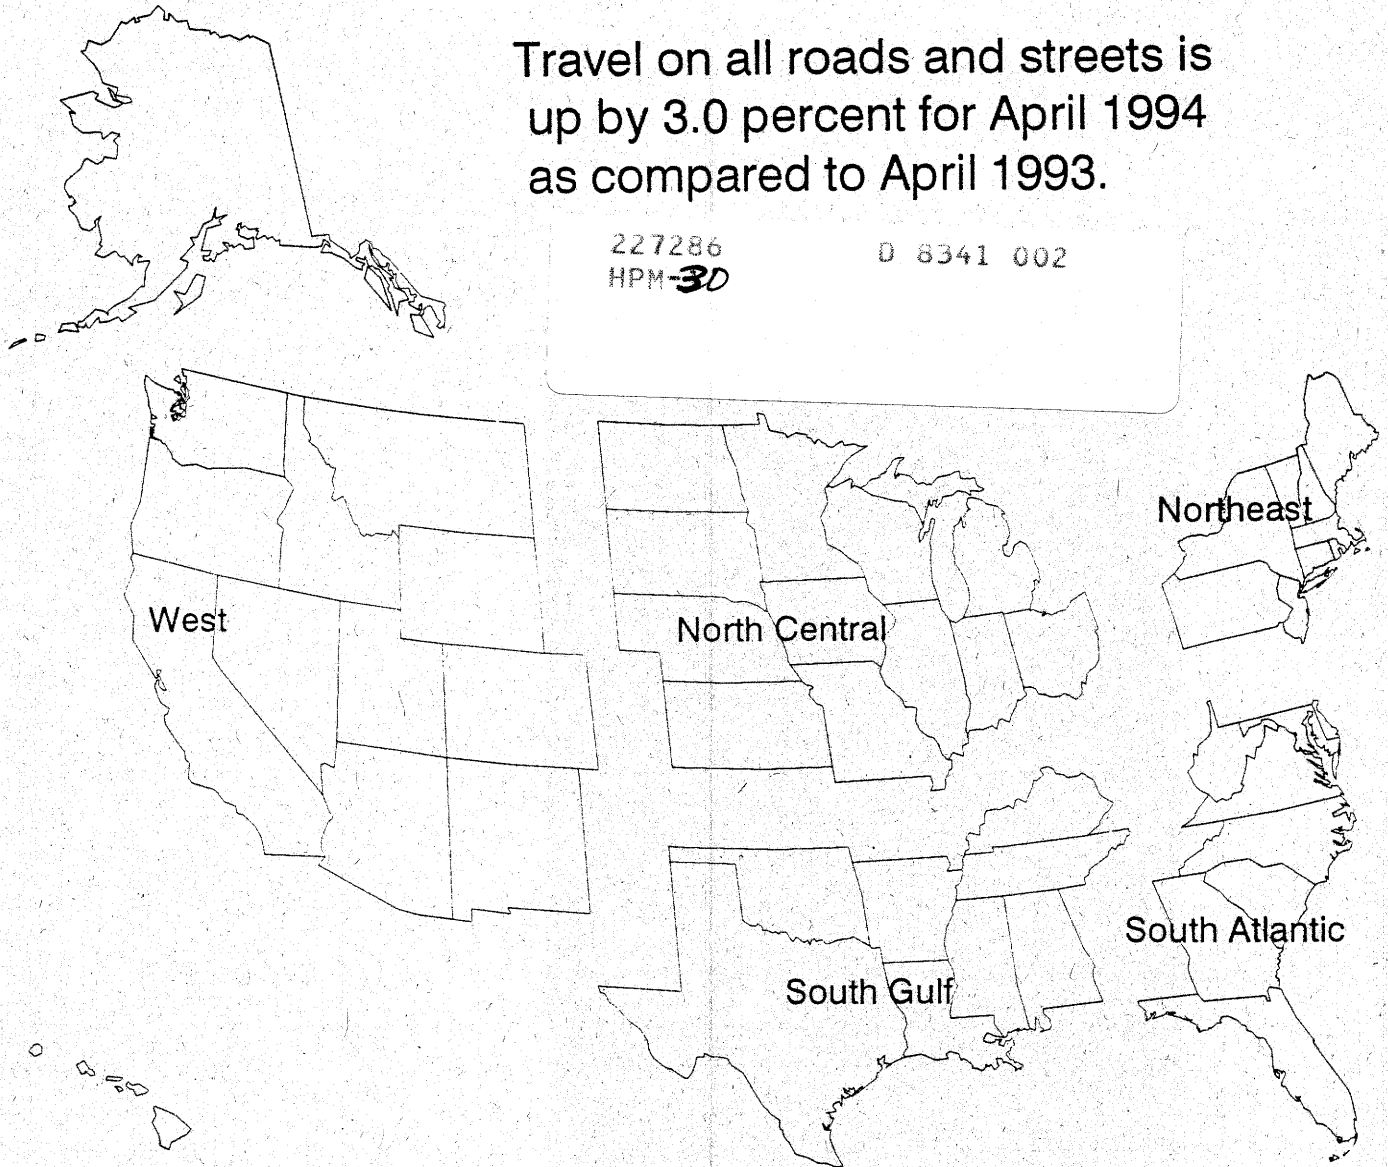 Travel on all roads and streets is
up by 3.0 percent for April 1994
as compared to April 1993.
227286 D 8341 002
HPM-30
Northeast
West
North Central
South Atlantic
South Gulf